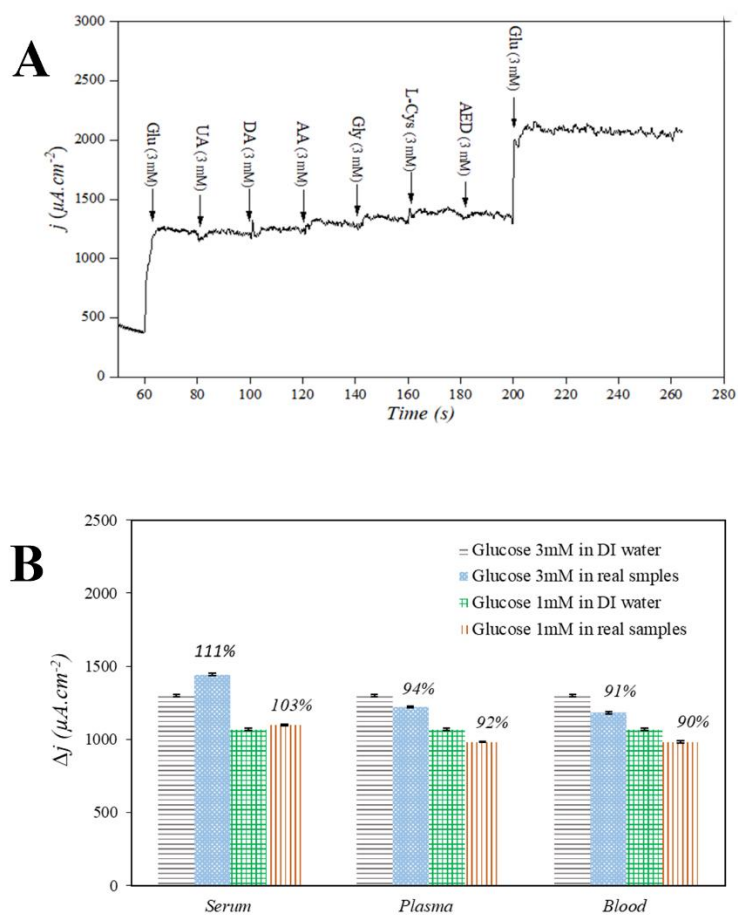 A
3000
2500
2000
1500
1000
500
0
j (µA.cm-2)
Glu (3 mM)
UA (3 mM)
DA (3 mM)
AA (3 mM)
Gly (3 mM)
L-Cys (3 mM)
AED (3 mM)
Glu (3 mM)
60 80 100 120 140 160 180 200 220 240 260 280
Time (s)
B
2500
2000
1500
1000
500
0
Δj (µA.cm-2)
Glucose 3mM in DI water
Glucose 3mM in real smples
Glucose 1mM in DI water
Glucose 1mM in real samples
111%
103%
94%
92%
91%
90%
Serum Plasma Blood